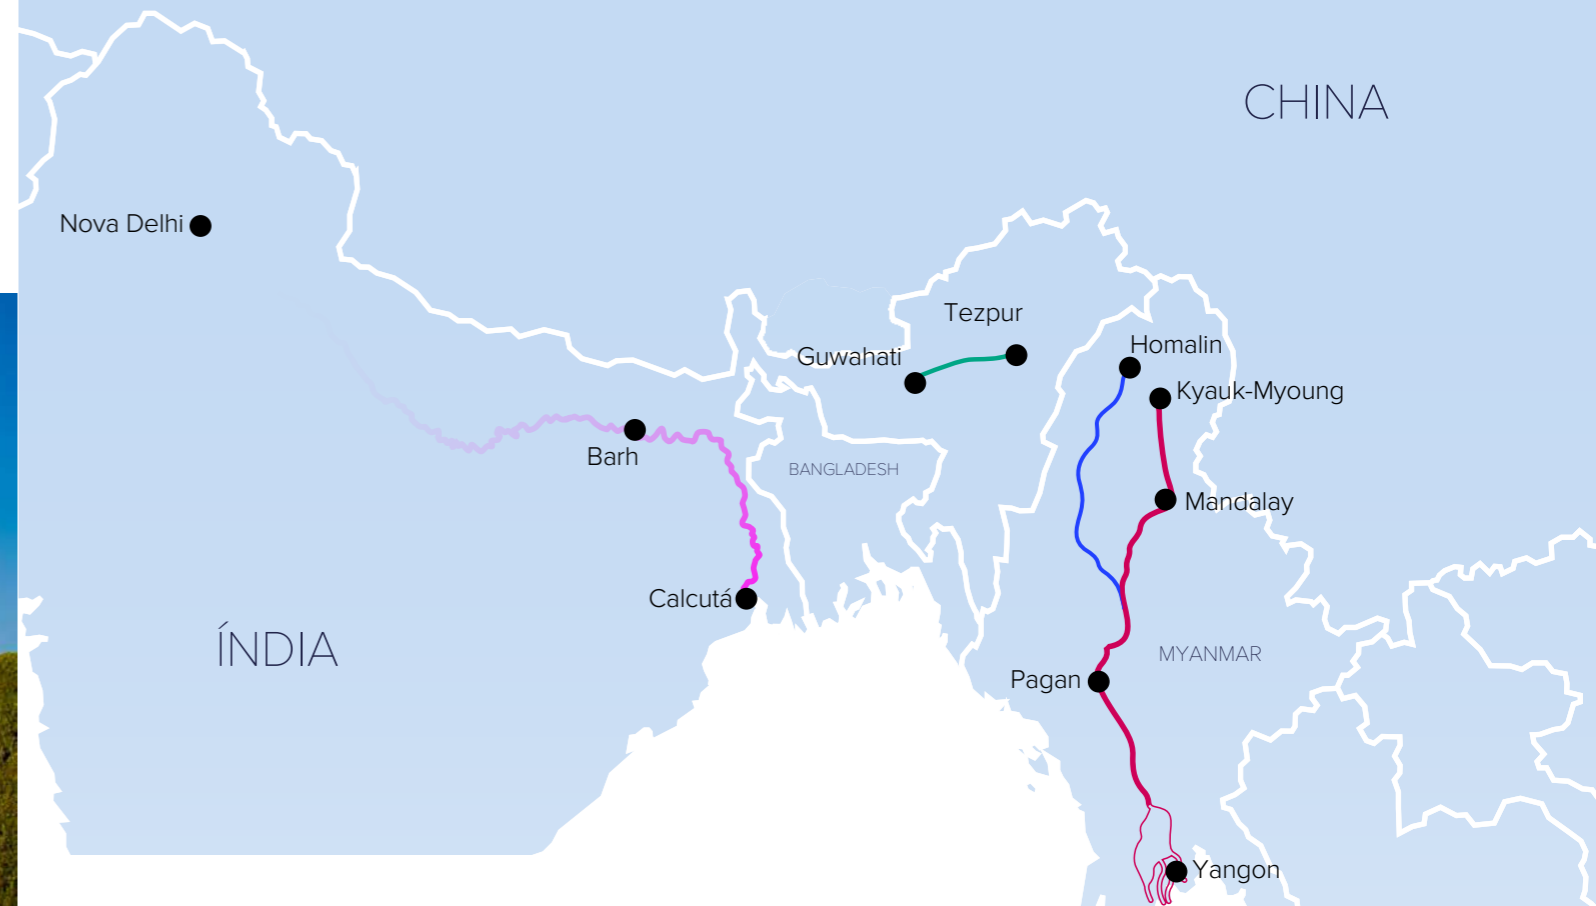 CHINA
Nova Delhi
Tezpur
Homalin
Guwahati
Kyauk-Myoung
Barh
BANGLADESH
Mandalay
Calcutá
ÍNDIA
MYANMAR
Pagan
Yangon